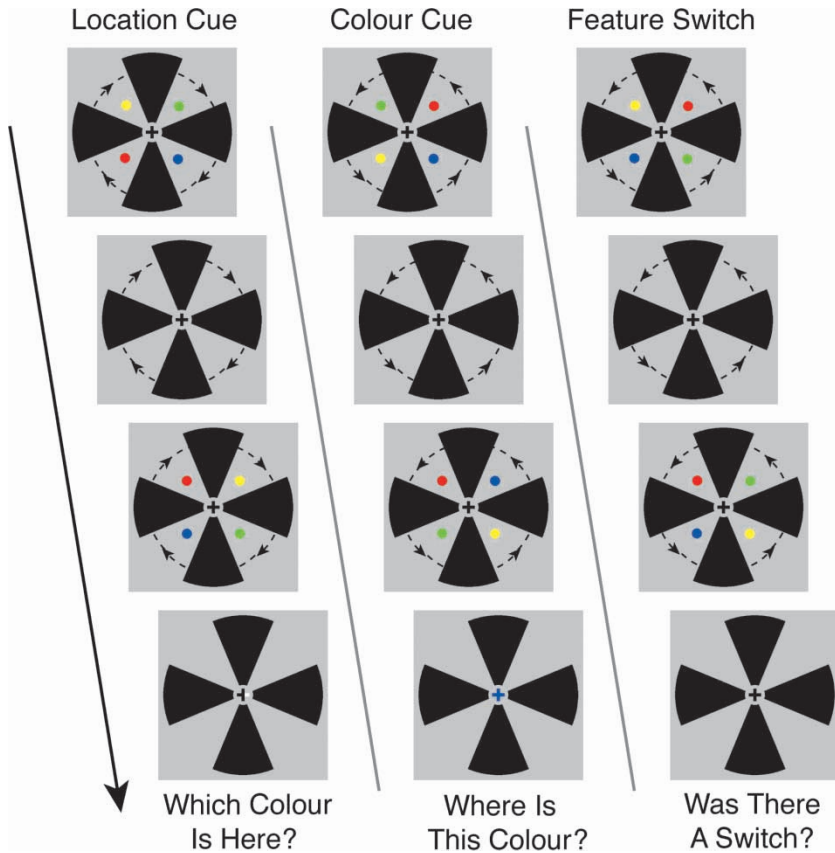 Location Cue
Colour Cue
Feature Switch
Which Colour
Is Here?
Where Is
This Colour?
Was There
A Switch?